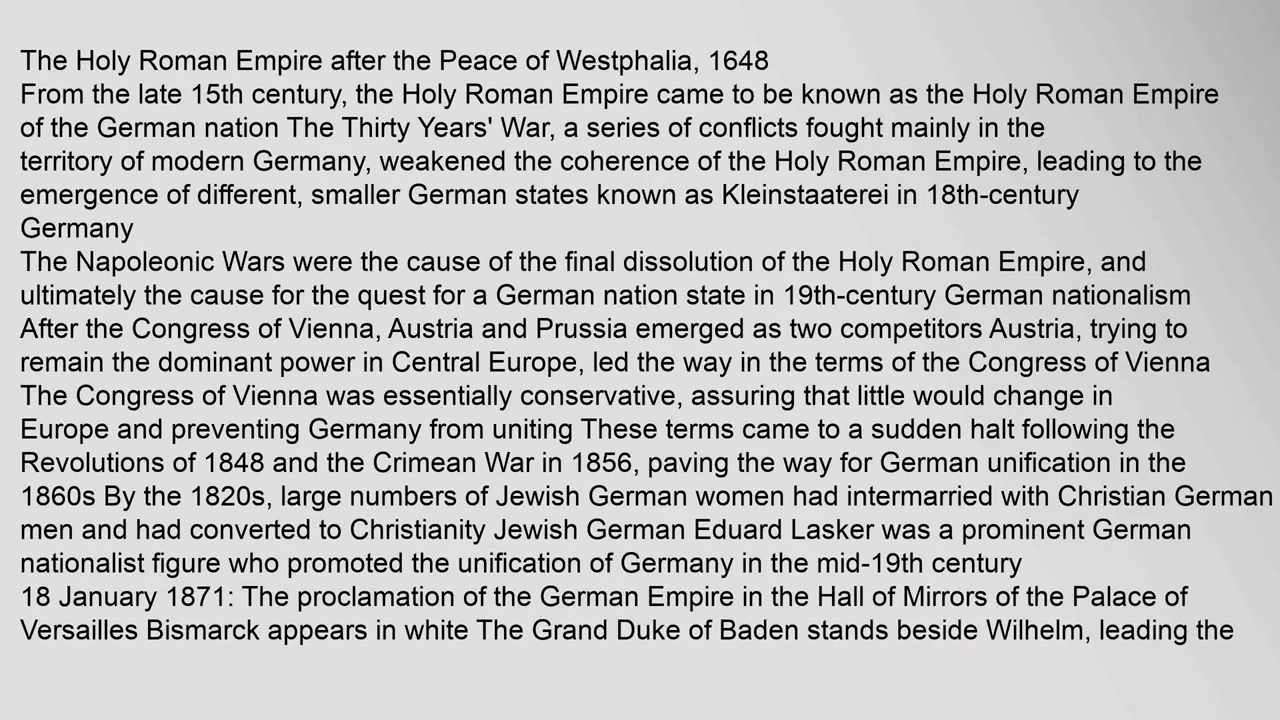 The Holy Roman Empire after the Peace of Westphalia, 1648
From the late 15th century, the Holy Roman Empire came to be known as the Holy Roman Empire
of the German nation The Thirty Years' War, a series of conflicts fought mainly in the
territory of modern Germany, weakened the coherence of the Holy Roman Empire, leading to the
emergence of different, smaller German states known as Kleinstaaterei in 18th-century
Germany
The Napoleonic Wars were the cause of the final dissolution of the Holy Roman Empire, and
ultimately the cause for the quest for a German nation state in 19th-century German nationalism
After the Congress of Vienna, Austria and Prussia emerged as two competitors Austria, trying to
remain the dominant power in Central Europe, led the way in the terms of the Congress of Vienna
The Congress of Vienna was essentially conservative, assuring that little would change in
Europe and preventing Germany from uniting These terms came to a sudden halt following the
Revolutions of 1848 and the Crimean War in 1856, paving the way for German unification in the
1860s By the 1820s, large numbers of Jewish German women had intermarried with Christian German
men and had converted to Christianity Jewish German Eduard Lasker was a prominent German
nationalist figure who promoted the unification of Germany in the mid-19th century
18 January 1871: The proclamation of the German Empire in the Hall of Mirrors of the Palace of
Versailles Bismarck appears in white The Grand Duke of Baden stands beside Wilhelm, leading the